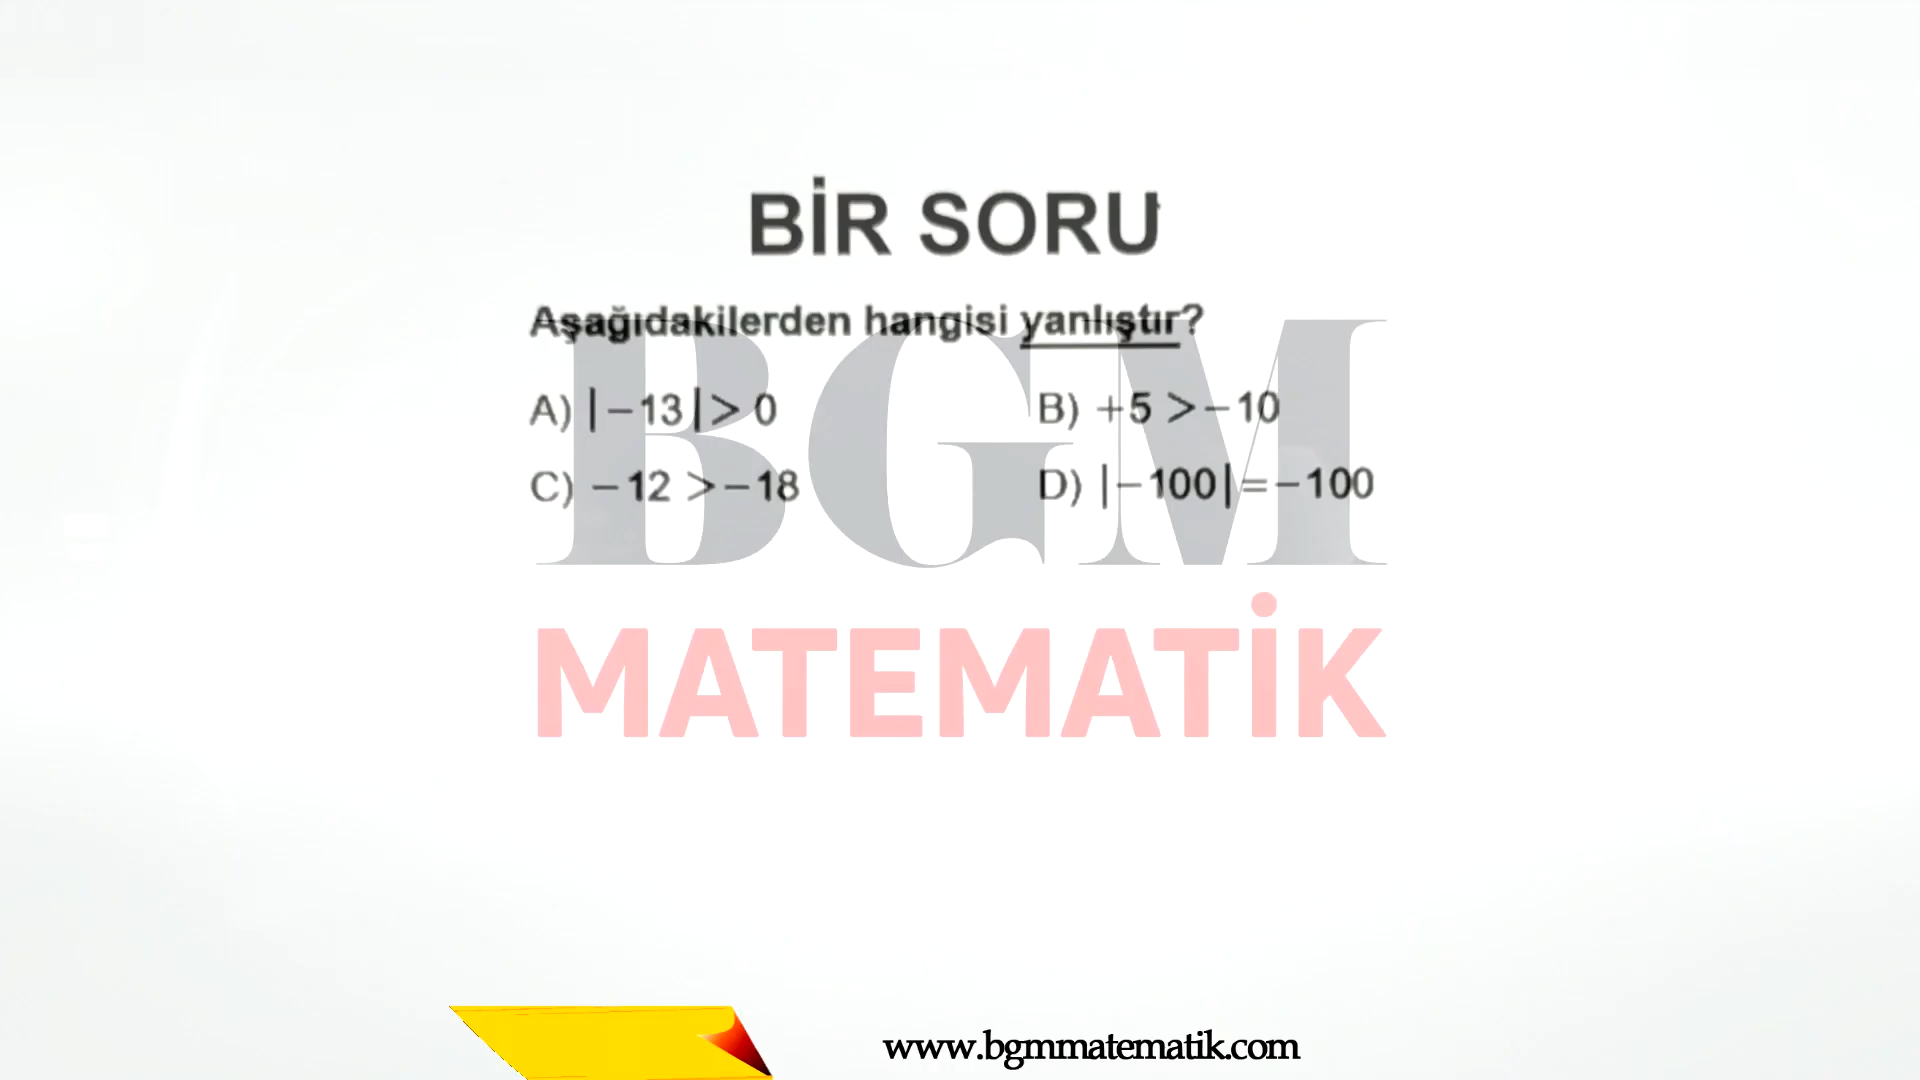 BİR SORU
Aşağıdakilerden hangisi yanlıştır?
A) |−13|> 0
B) +5 >−10
C) −12 >−18
D) |−100|=−100
BGM
MATEMATİK
www.bgmmatematik.com